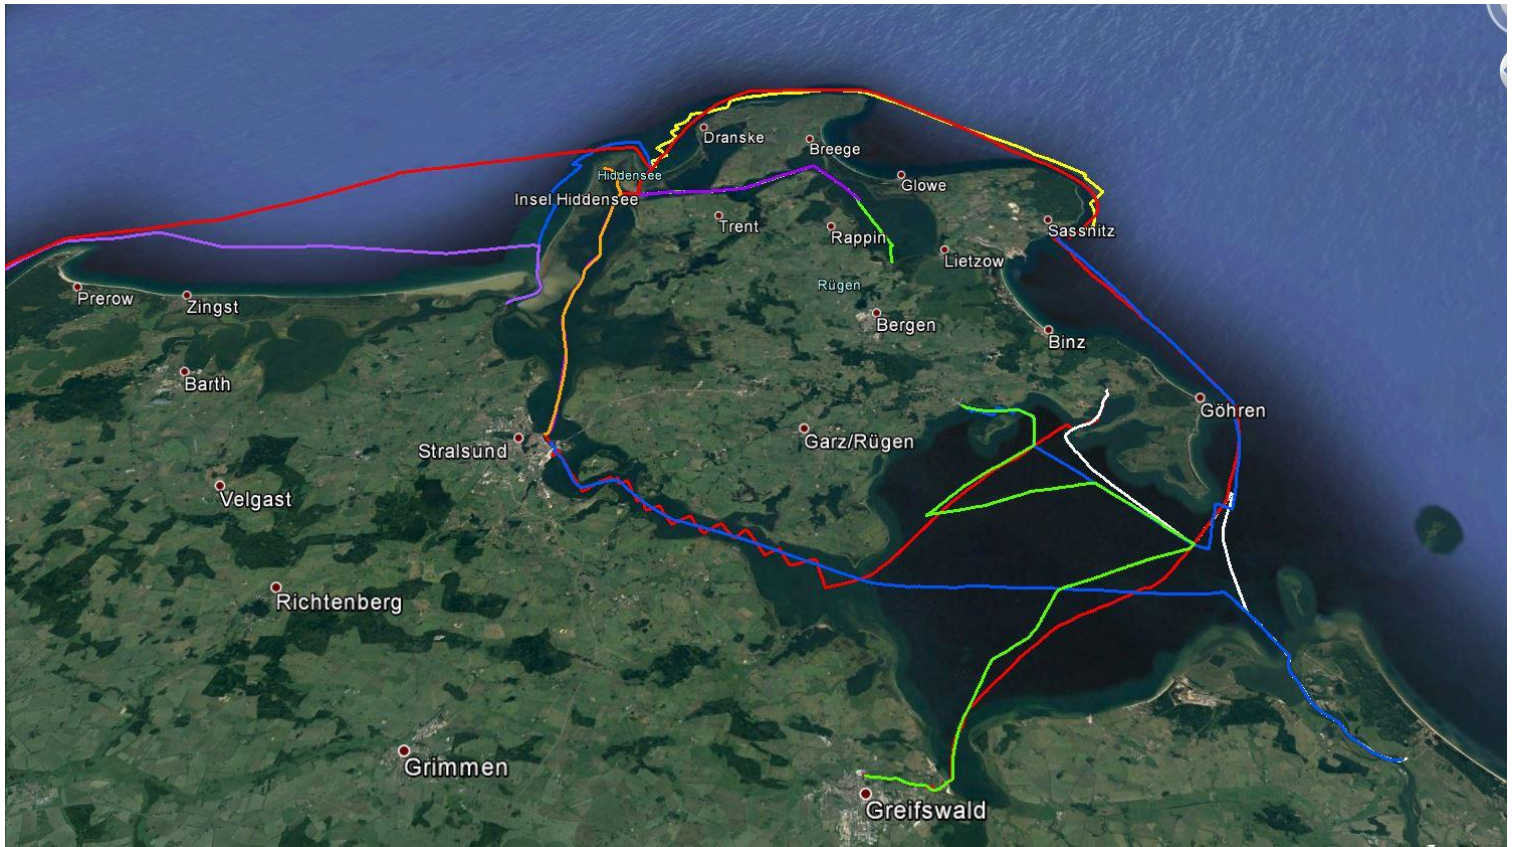 Dranske
Breege
Hiddensee
Glowe
Insel Hiddensee
Trent
Rappin
Sassnitz
Lietzow
Prerow
Zingst
Rügen
Bergen
Binz
Barth
Göhren
Stralsund
Garz/Rügen
Velgast
Richtenberg
Grimmen
Greifswald